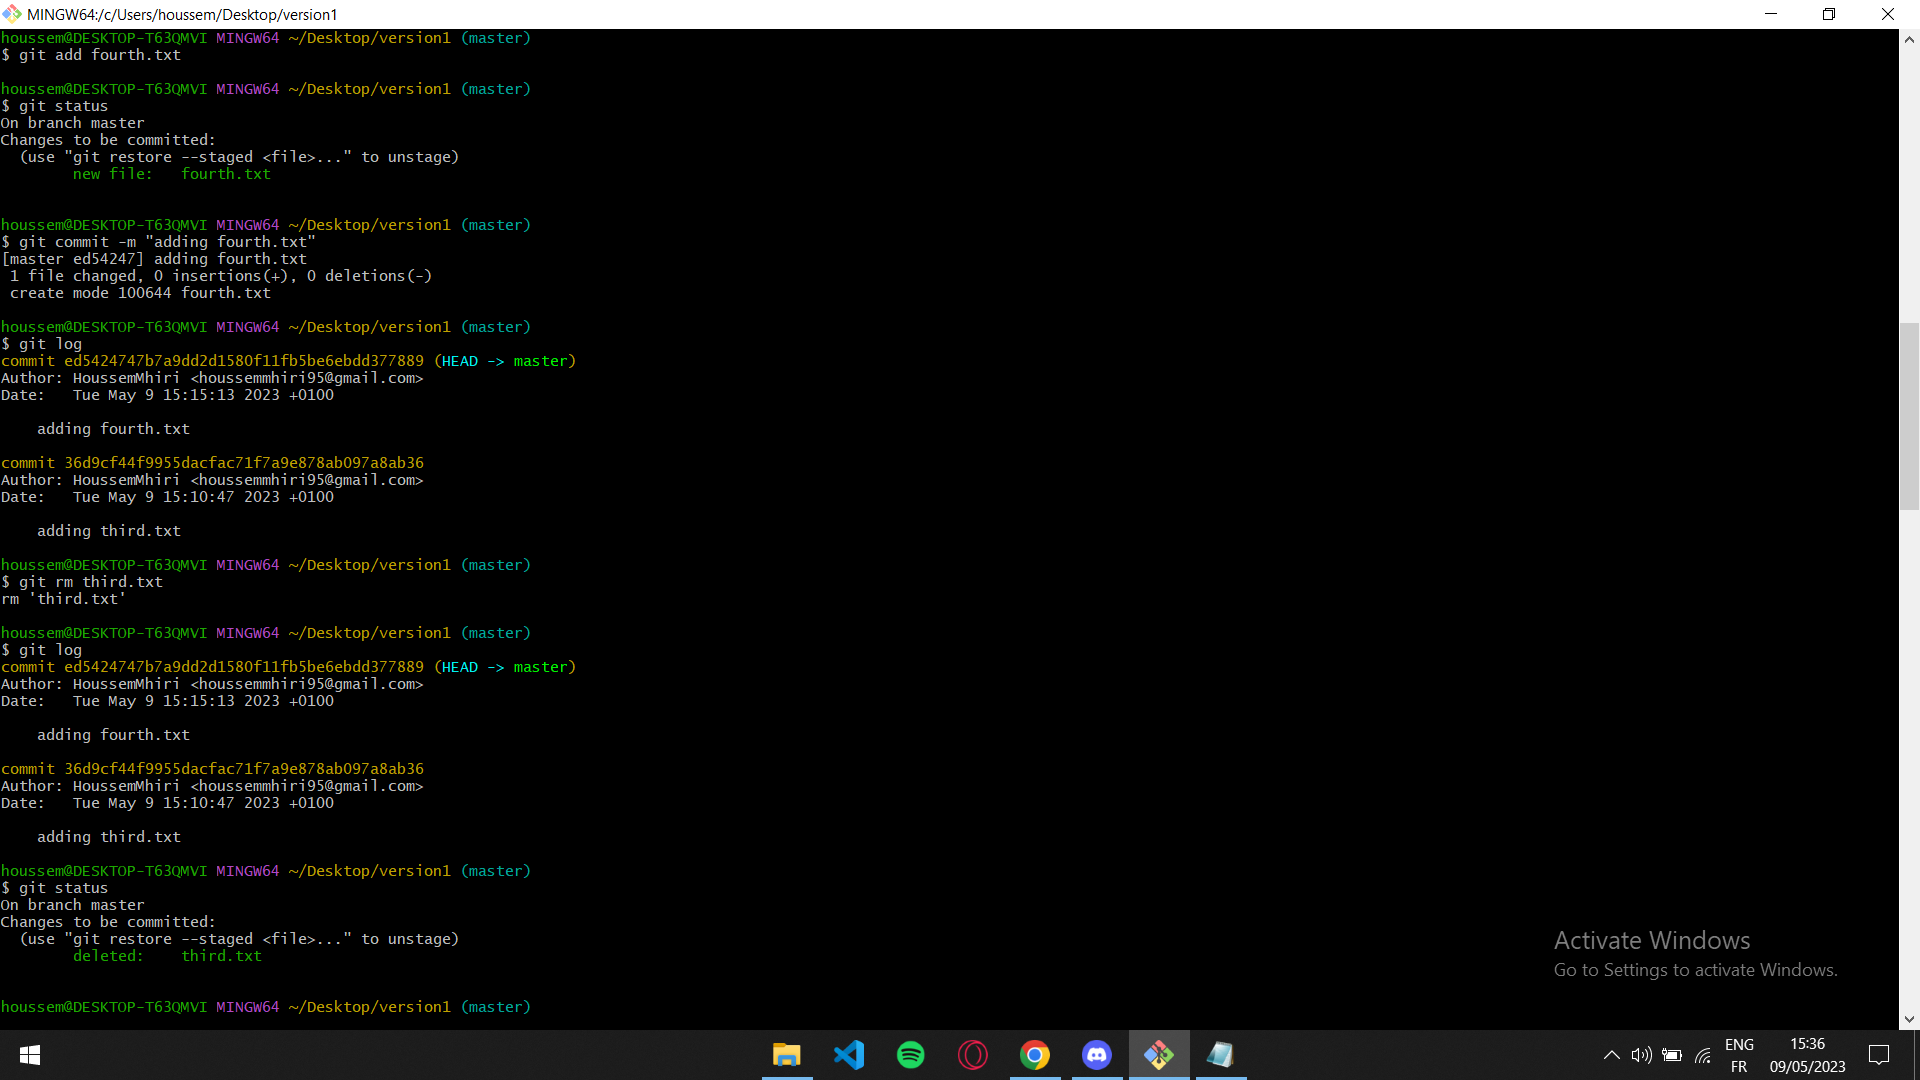 MINGW64:/c/Users/houssem/Desktop/version1
houssem@DESKTOP-T63QMVI MINGW64 ~/Desktop/version1 (master)
$ git add fourth.txt
houssem@DESKTOP-T63QMVI MINGW64 ~/Desktop/version1 (master)
$ git status
On branch master
Changes to be committed:
  (use "git restore --staged <file>..." to unstage)
        new file:   fourth.txt
houssem@DESKTOP-T63QMVI MINGW64 ~/Desktop/version1 (master)
$ git commit -m "adding fourth.txt"
[master ed54247] adding fourth.txt
 1 file changed, 0 insertions(+), 0 deletions(-)
 create mode 100644 fourth.txt
houssem@DESKTOP-T63QMVI MINGW64 ~/Desktop/version1 (master)
$ git log
commit ed5424747b7a9dd2d1580f11fb5be6ebdd377889 (HEAD -> master)
Author: HoussemMhiri <houssemmhiri95@gmail.com>
Date:   Tue May 9 15:15:13 2023 +0100
    adding fourth.txt
commit 36d9cf44f9955dacfac71f7a9e878ab097a8ab36
Author: HoussemMhiri <houssemmhiri95@gmail.com>
Date:   Tue May 9 15:10:47 2023 +0100
    adding third.txt
houssem@DESKTOP-T63QMVI MINGW64 ~/Desktop/version1 (master)
$ git rm third.txt
rm 'third.txt'
houssem@DESKTOP-T63QMVI MINGW64 ~/Desktop/version1 (master)
$ git log
commit ed5424747b7a9dd2d1580f11fb5be6ebdd377889 (HEAD -> master)
Author: HoussemMhiri <houssemmhiri95@gmail.com>
Date:   Tue May 9 15:15:13 2023 +0100
    adding fourth.txt
commit 36d9cf44f9955dacfac71f7a9e878ab097a8ab36
Author: HoussemMhiri <houssemmhiri95@gmail.com>
Date:   Tue May 9 15:10:47 2023 +0100
    adding third.txt
houssem@DESKTOP-T63QMVI MINGW64 ~/Desktop/version1 (master)
$ git status
On branch master
Changes to be committed:
  (use "git restore --staged <file>..." to unstage)
        deleted:    third.txt
houssem@DESKTOP-T63QMVI MINGW64 ~/Desktop/version1 (master)
Activate Windows
Go to Settings to activate Windows.
ENG
FR
15:36
09/05/2023